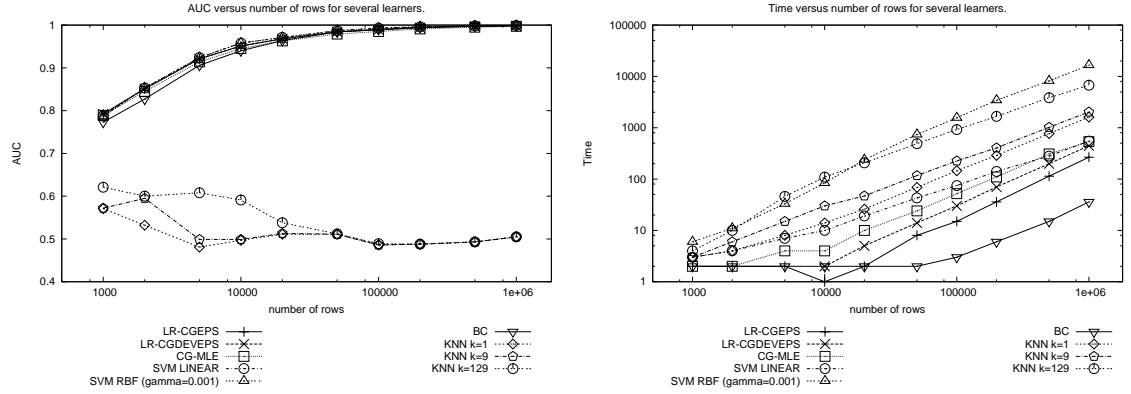 AUC versus number of rows for several learners.
1
0.9
0.8
0.7
0.6
0.5
0.4
AUC
1000
10000
100000
1e+06
number of rows
LR-CGEPS
LR-CGDEVEPS
CG-MLE
SVM LINEAR
SVM RBF (gamma=0.001)
BC
KNN k=1
KNN k=9
KNN k=129
Time versus number of rows for several learners.
100000
10000
1000
100
10
1
Time
1000
10000
100000
1e+06
number of rows
LR-CGEPS
LR-CGDEVEPS
CG-MLE
SVM LINEAR
SVM RBF (gamma=0.001)
BC
KNN k=1
KNN k=9
KNN k=129